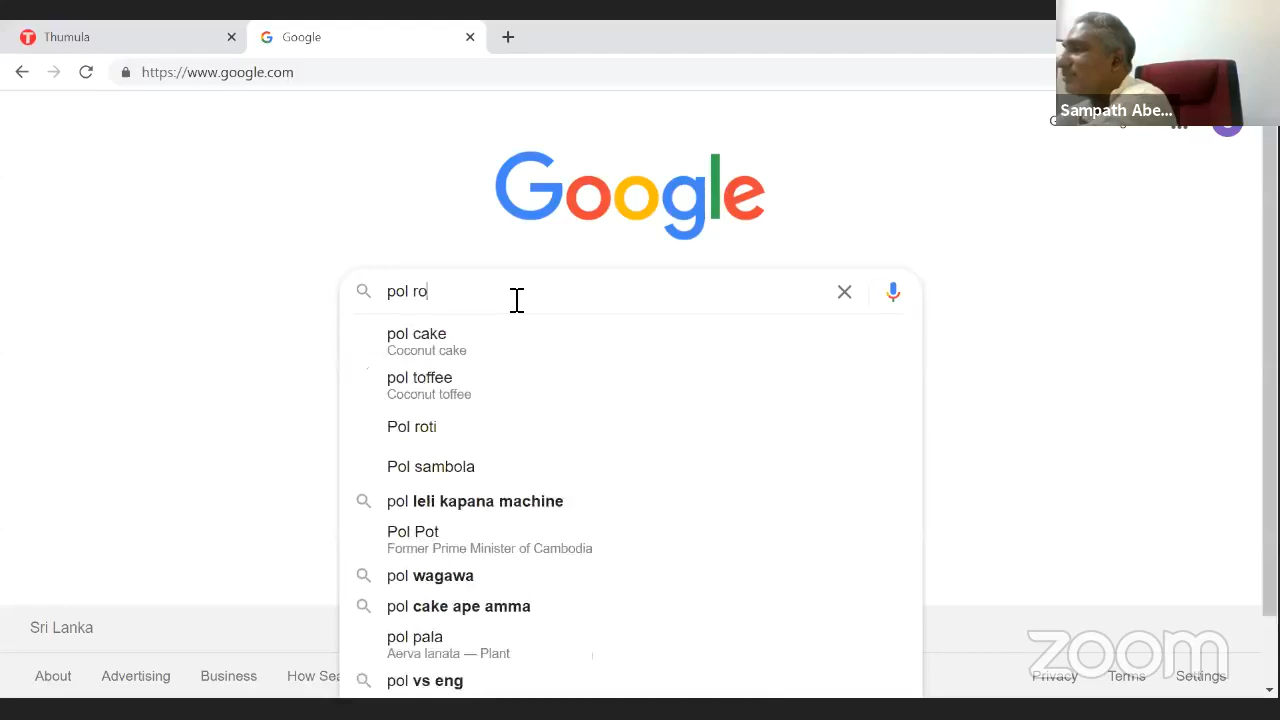 Thumula
Google
https://www.google.com
Sampath Abe...
Google
pol ro
pol cake
Coconut cake
pol toffee
Coconut toffee
Pol roti
Pol sambola
pol leli kapana machine
Pol Pot
Former Prime Minister of Cambodia
pol wagawa
pol cake ape amma
pol pala
Aerva lanata — Plant
pol vs eng
Sri Lanka
zoom
About Advertising Business How Sea Privacy Terms Settings